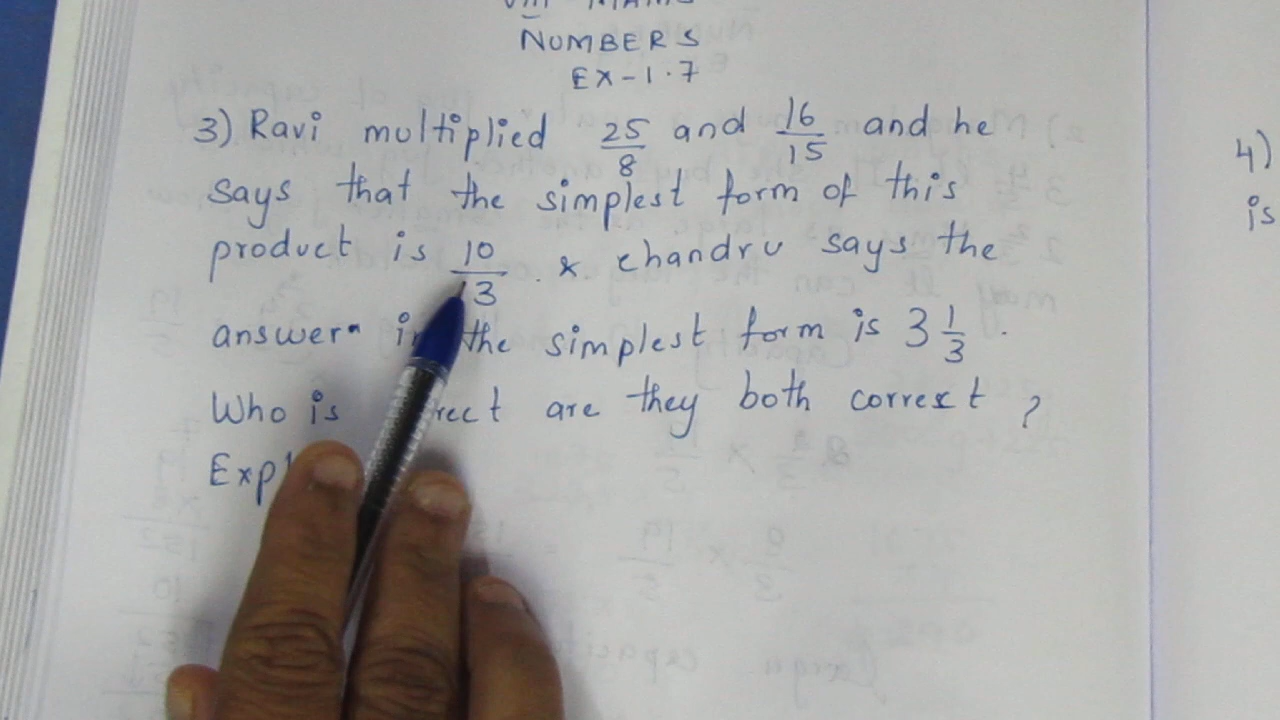 NUMBERS
EX-1.7
3) Ravi multiplied 25/8 and 16/15 and he
says that the simplest form of this
product is 10/3 . & chandru says the
answer in the simplest form is 3 1/3 .
Who is are they both correct ?
4)
is